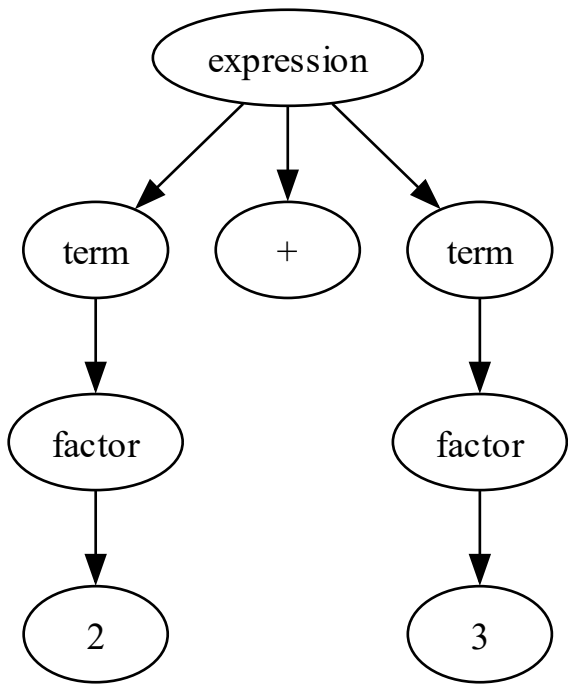 expression
term + term
factor factor
2 3